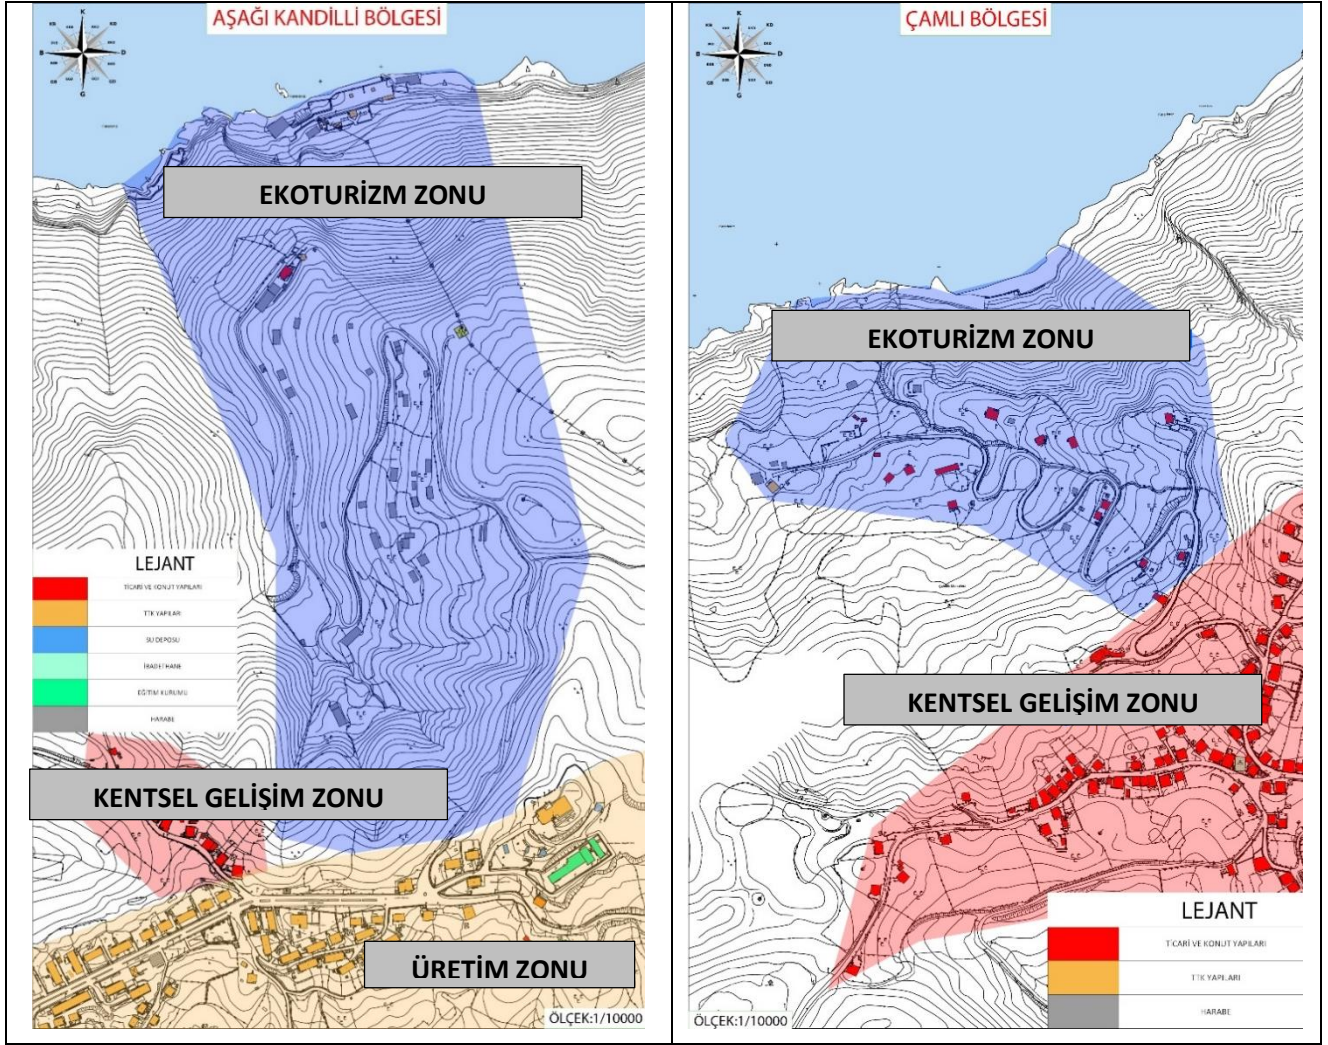 AŞAĞI KANDİLLİ BÖLGESİ
K
B
D
G
EKOTURİZM ZONU
LEJANT
TİCARİ VE KONUT YAPILARI
TTK YAPILARI
SU DEPOSU
İBADETHANE
EĞİTİM KURUMU
HARABE
KENTSEL GELİŞİM ZONU
ÜRETİM ZONU
ÖLÇEK:1/10000
ÇAMLI BÖLGESİ
K
B
D
G
EKOTURİZM ZONU
KENTSEL GELİŞİM ZONU
LEJANT
TİCARİ VE KONUT YAPILARI
TTK YAPILARI
HARABE
ÖLÇEK:1/10000